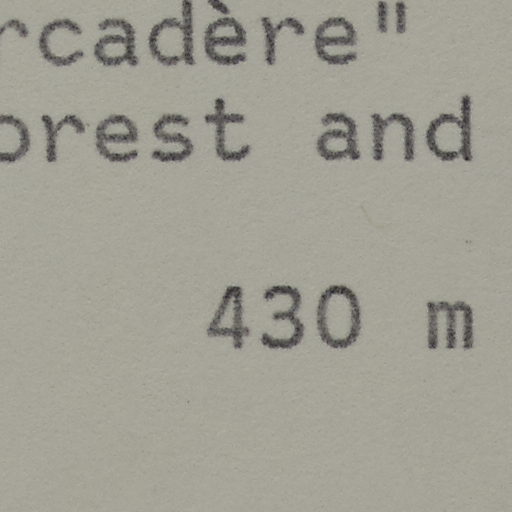 rcadère"
orest and
430 m